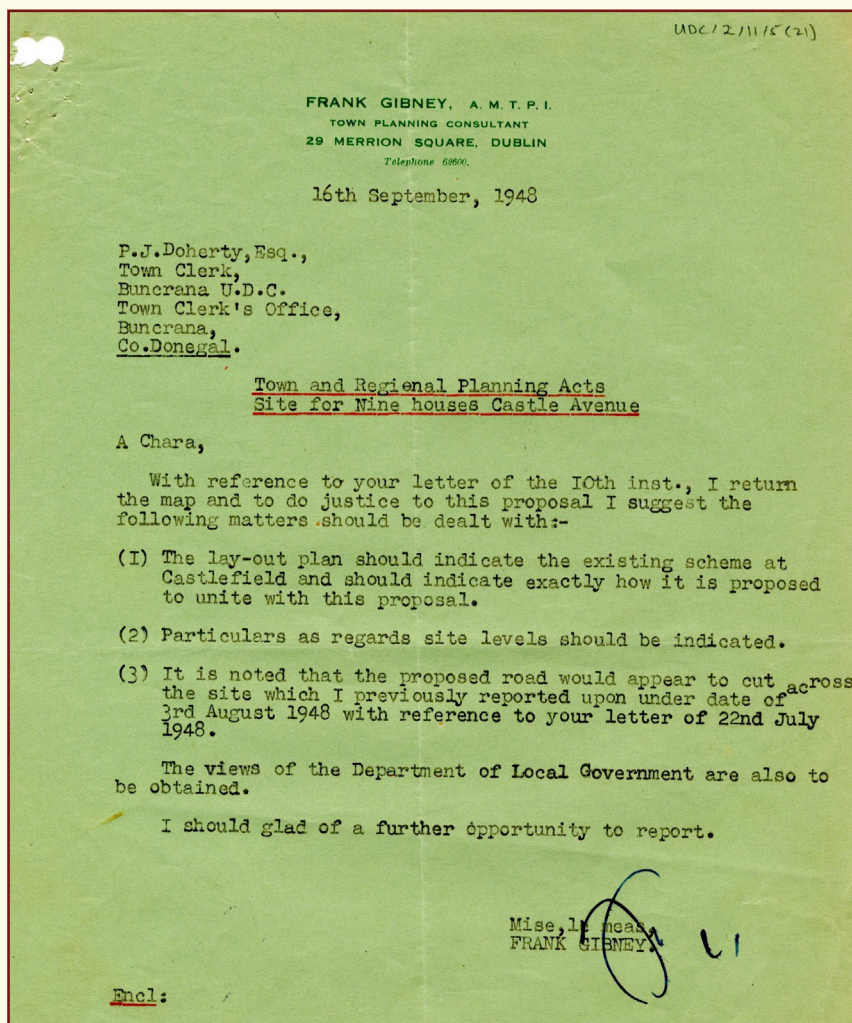 UDC/2/11/5(21)
FRANK GIBNEY, A. M. T. P. I.
TOWN PLANNING CONSULTANT
29 MERRION SQUARE, DUBLIN
Telephone 62600.
16th September, 1948
P.J.Doherty,Esq.,
Town Clerk,
Buncrana U.D.C.
Town Clerk's Office,
Buncrana,
Co.Donegal.
Town and Regional Planning Acts
Site for Nine houses Castle Avenue
A Chara,
With reference to your letter of the IOth inst., I return
the map and to do justice to this proposal I suggest the
following matters should be dealt with:-
(I) The lay-out plan should indicate the existing scheme at
Castlefield and should indicate exactly how it is proposed
to unite with this proposal.
(2) Particulars as regards site levels should be indicated.
(3) It is noted that the proposed road would appear to cut across
the site which I previously reported upon under date of
3rd August 1948 with reference to your letter of 22nd July
1948.
The views of the Department of Local Government are also to
be obtained.
I should glad of a further opportunity to report.
Mise,le meas,
FRANK GIBNEY.
Encl: